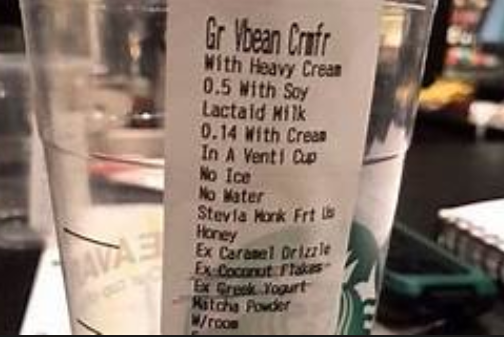 Gr Vbean Crmfr
With Heavy Cream
0.5 With Soy
Lactaid Milk
0.14 With Cream
In A Venti Cup
No Ice
No Water
Stevia Monk Frt Us
Honey
Ex Caramel Drizzle
Ex Coconut Flakes
Ex Greek Yogurt
Matcha Powder
W/room